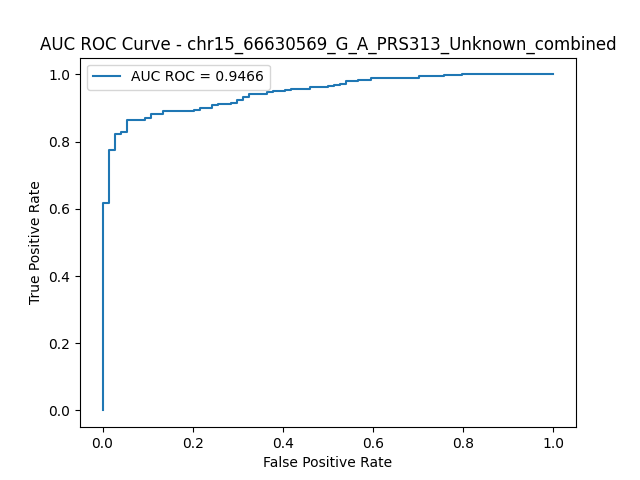 AUC ROC Curve - chr15_66630569_G_A_PRS313_Unknown_combined
AUC ROC = 0.9466
1.0
0.8
0.6
0.4
0.2
0.0
True Positive Rate
0.0 0.2 0.4 0.6 0.8 1.0
False Positive Rate